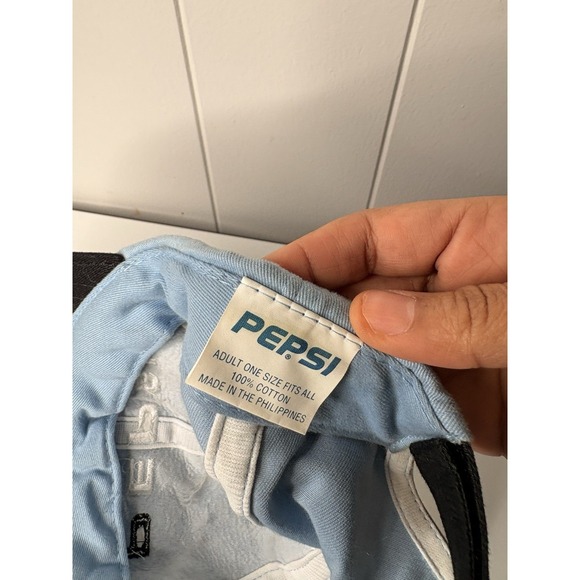 PEPSI®
ADULT ONE SIZE FITS ALL
100% COTTON
MADE IN THE PHILIPPINES